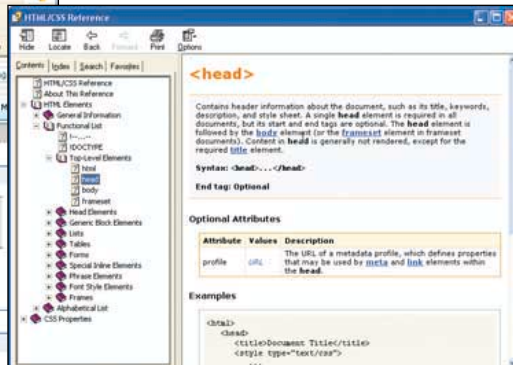 HTML/CSS Reference
Hide Locate Back Forward Print Options
Contents Index Search Favorites
HTML/CSS Reference
About This Reference
HTML Elements
General Information
Functional List
!--...--
!DOCTYPE
Top-Level Elements
html
head
body
frameset
Head Elements
Generic Block Elements
Lists
Tables
Forms
Special Inline Elements
Phrase Elements
Font Style Elements
Frames
Alphabetical List
CSS Properties
<head>
Contains header information about the document, such as its title, keywords,
description, and style sheet. A single head element is required in all
documents, but its start and end tags are optional. The head element is
followed by the body element (or the frameset element in frameset
documents). Content in head is generally not rendered, except for the
required title element.
Syntax: <head>...</head>
End tag: Optional
Optional Attributes
Attribute Values Description
profile URL The URL of a metadata profile, which defines properties
that may be used by meta and link elements within
the head.
Examples
<html>
<head>
<title>Document Title</title>
<style type="text/css">
...